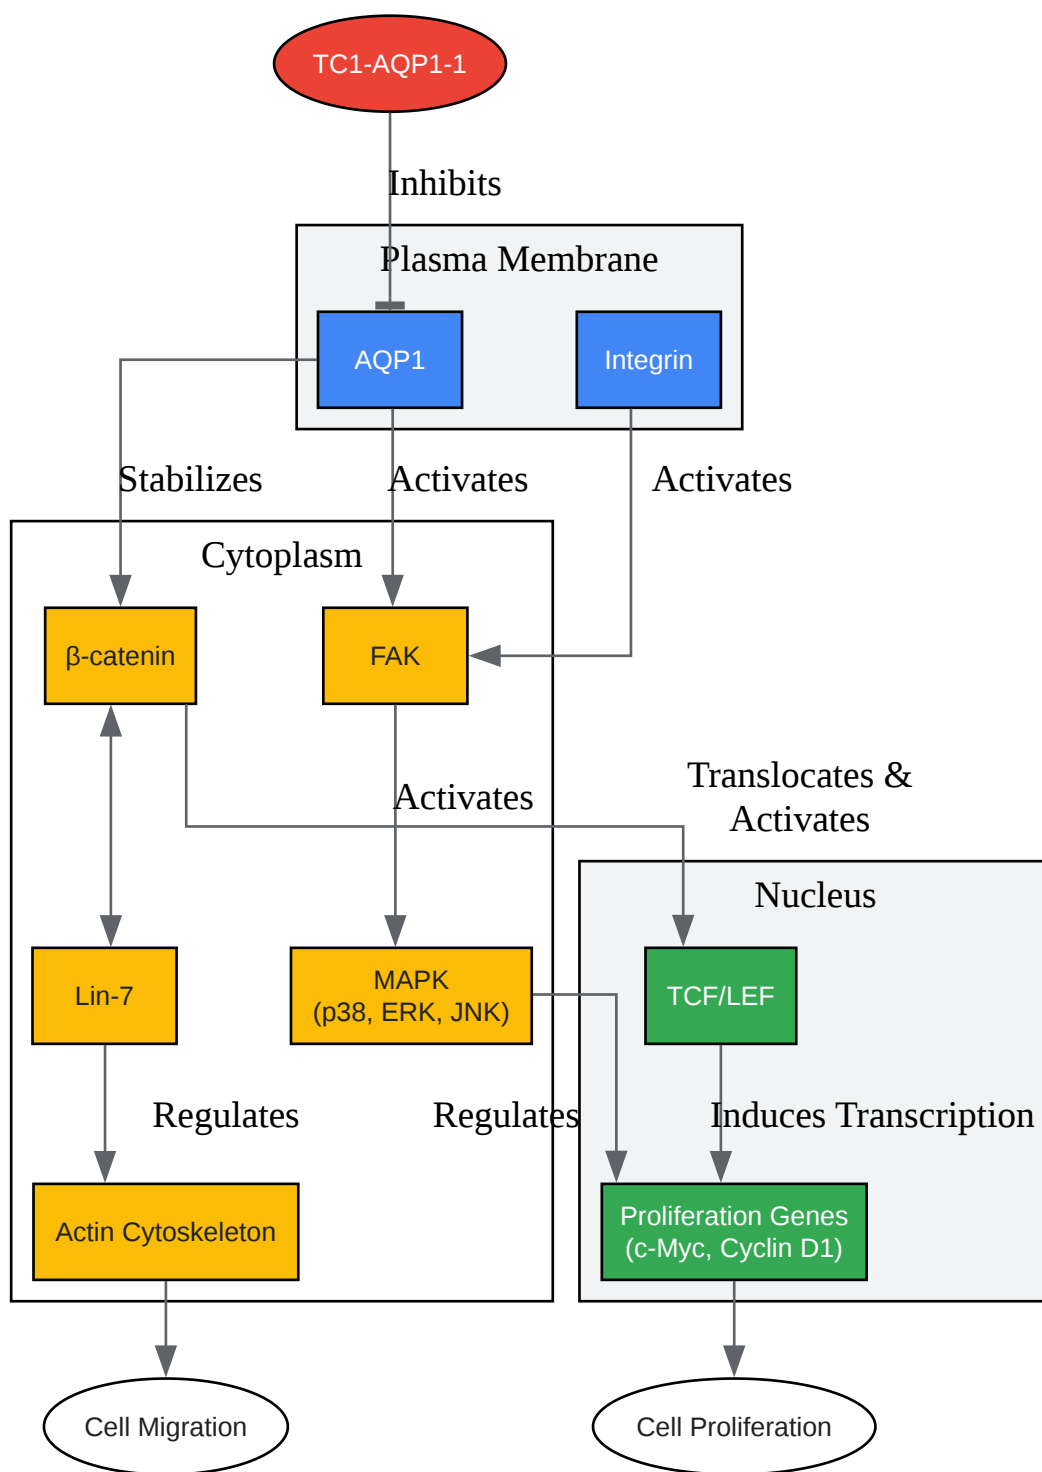 TC1-AQP1-1
Inhibits
Plasma Membrane
AQP1
Integrin
Stabilizes
Activates
Activates
Cytoplasm
β-catenin
FAK
Activates
Translocates &
Activates
Nucleus
Lin-7
MAPK
(p38, ERK, JNK)
TCF/LEF
Regulates
Regulates
Induces Transcription
Actin Cytoskeleton
Proliferation Genes
(c-Myc, Cyclin D1)
Cell Migration
Cell Proliferation